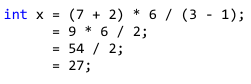 int x = (7 + 2) * 6 / (3 - 1);
= 9 * 6 / 2;
= 54 / 2;
= 27;